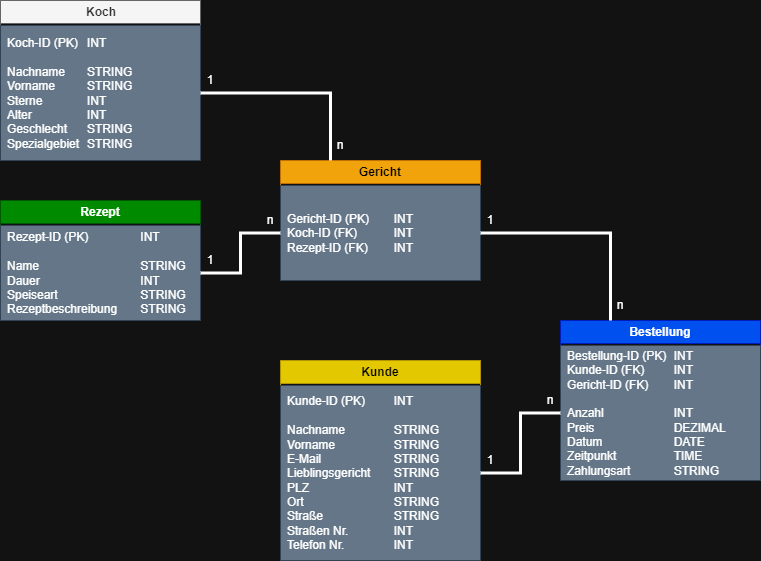 Koch
Koch-ID (PK) INT
Nachname STRING
Vorname STRING
Sterne INT
Alter INT
Geschlecht STRING
Spezialgebiet STRING
1
n
Gericht
Gericht-ID (PK) INT
Koch-ID (FK) INT
Rezept-ID (FK) INT
Rezept
Rezept-ID (PK) INT
Name STRING
Dauer INT
Speiseart STRING
Rezeptbeschreibung STRING
n
1
1
n
Bestellung
Bestellung-ID (PK) INT
Kunde-ID (FK) INT
Gericht-ID (FK) INT
Anzahl INT
Preis DEZIMAL
Datum DATE
Zeitpunkt TIME
Zahlungsart STRING
Kunde
Kunde-ID (PK) INT
Nachname STRING
Vorname STRING
E-Mail STRING
Lieblingsgericht STRING
PLZ INT
Ort STRING
Straße STRING
Straßen Nr. INT
Telefon Nr. INT
n
1